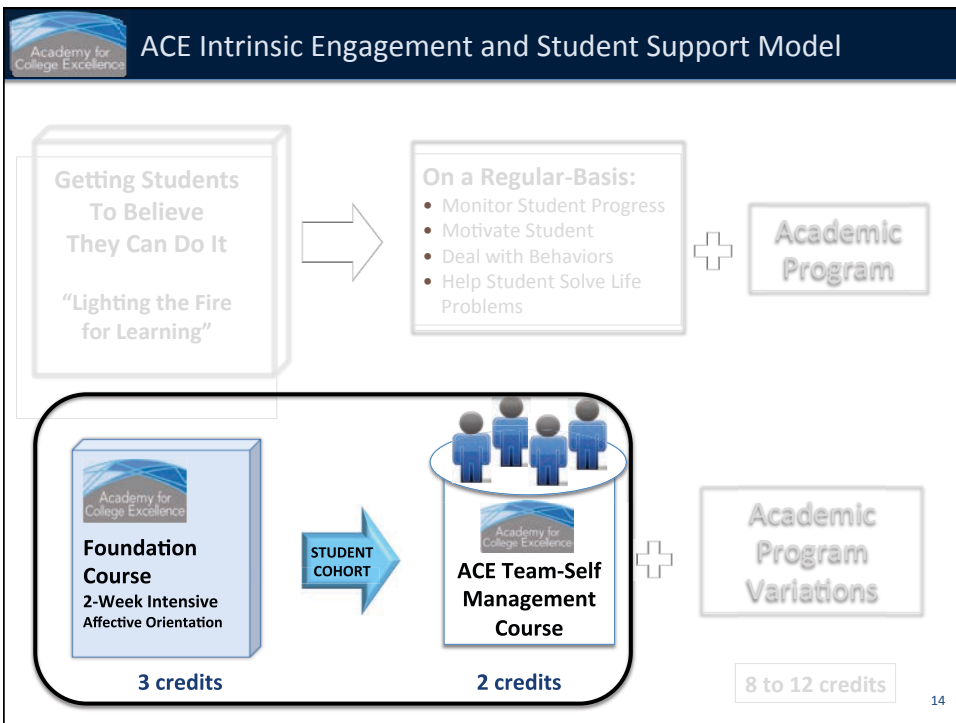 Academy for
College Excellence
ACE Intrinsic Engagement and Student Support Model
Getting Students
To Believe
They Can Do It
“Lighting the Fire
for Learning”
On a Regular-Basis:
• Monitor Student Progress
• Motivate Student
• Deal with Behaviors
• Help Student Solve Life
Problems
Academic
Program
Academy for
College Excellence
Foundation
Course
2-Week Intensive
Affective Orientation
3 credits
STUDENT
COHORT
Academy for
College Excellence
ACE Team-Self
Management
Course
2 credits
Academic
Program
Variations
8 to 12 credits
14